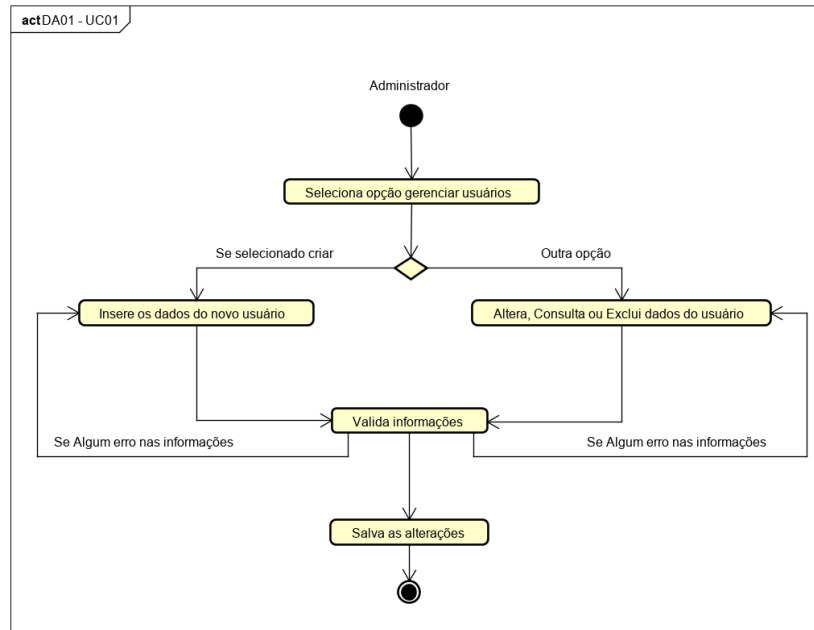 act DA01 - UC01
Administrador
Seleciona opção gerenciar usuários
Se selecionado criar
Outra opção
Insere os dados do novo usuário
Altera, Consulta ou Exclui dados do usuário
Valida informações
Se Algum erro nas informações
Se Algum erro nas informações
Salva as alterações